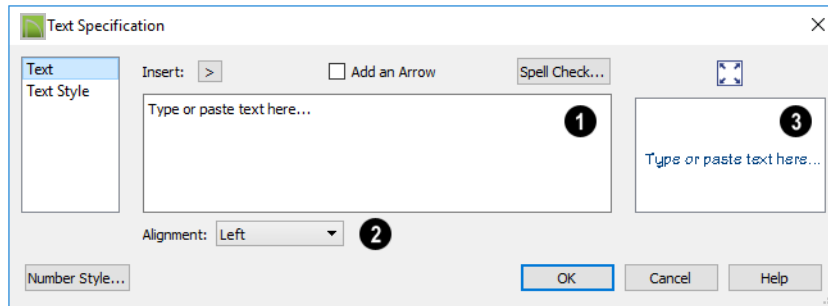 Text Specification
Text
Text Style
Insert: >
Add an Arrow
Spell Check...
Type or paste text here...
1
3
Type or paste text here...
Alignment: Left
2
Number Style...
OK
Cancel
Help